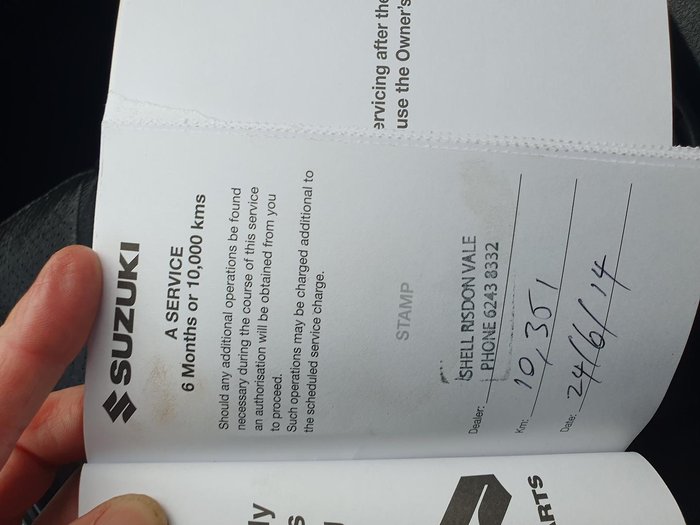 ervicing after the
use the Owner's
SUZUKI
A SERVICE
6 Months or 10,000 kms
Should any additional operations be found
necessary during the course of this service
an authorisation will be obtained from you
to proceed.
Such operations may be charged additional to
the scheduled service charge.
STAMP
SHELL RISDON VALE
PHONE 6243 8332
Dealer:
Km: 10,351
Date: 24/6/14
ARTS